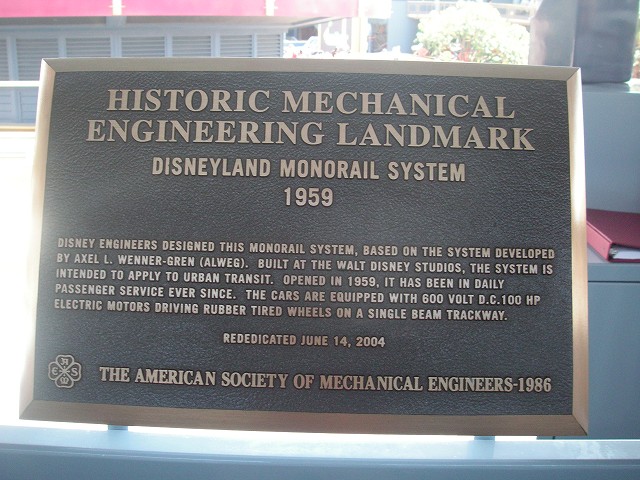 HISTORIC MECHANICAL
ENGINEERING LANDMARK
DISNEYLAND MONORAIL SYSTEM
1959
DISNEY ENGINEERS DESIGNED THIS MONORAIL SYSTEM, BASED ON THE SYSTEM DEVELOPED
BY AXEL L. WENNER-GREN (ALWEG). BUILT AT THE WALT DISNEY STUDIOS, THE SYSTEM IS
INTENDED TO APPLY TO URBAN TRANSIT. OPENED IN 1959, IT HAS BEEN IN DAILY
PASSENGER SERVICE EVER SINCE. THE CARS ARE EQUIPPED WITH 600 VOLT D.C.100 HP
ELECTRIC MOTORS DRIVING RUBBER TIRED WHEELS ON A SINGLE BEAM TRACKWAY.
REDEDICATED JUNE 14, 2004
A
E S
M
THE AMERICAN SOCIETY OF MECHANICAL ENGINEERS-1986